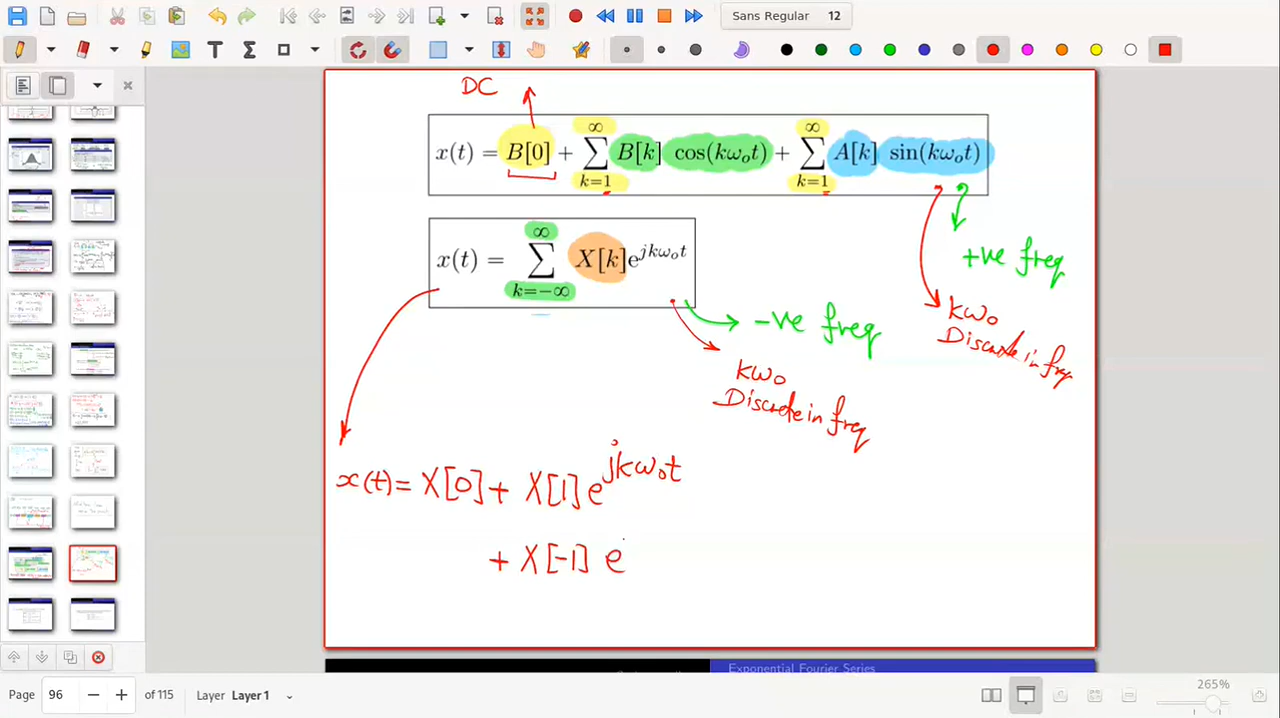 Sans Regular 12
DC
x(t) = B[0] + ∞∑k=1 B[k] cos(kω₀t) + ∞∑k=1 A[k] sin(kω₀t)
x(t) = ∞∑k=−∞ X[k]e^{jkω₀t}
+ve freq
kω₀
Discrete in freq
-ve freq
kω₀
Discrete in freq
x(t) = X[0] + X[1] e^{jkω₀t}
+ X[-1] e
Exponential Fourier Series
Page 96 of 115 Layer Layer 1 265%